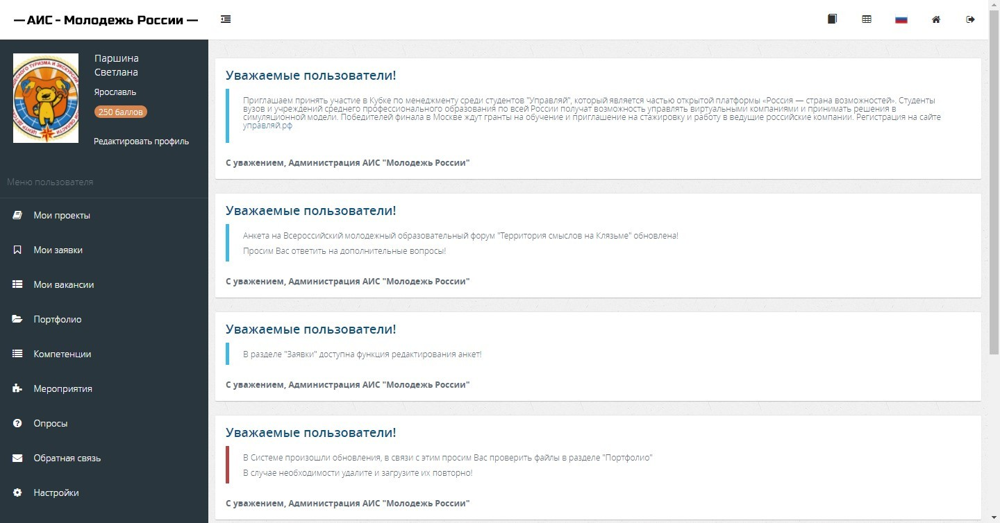 — АИС - Молодежь России —
Паршина
Светлана
Ярославль
250 баллов
Редактировать профиль
Меню пользователя
Мои проекты
Мои заявки
Мои вакансии
Портфолио
Компетенции
Мероприятия
Опросы
Обратная связь
Настройки
Уважаемые пользователи!
Приглашаем принять участие в Кубке по менеджменту среди студентов "Управляй", который является частью открытой платформы «Россия — страна возможностей». Студенты
вузов и учреждений среднего профессионального образования по всей России получат возможность управлять виртуальными компаниями и принимать решения в
симуляционной модели. Победителей финала в Москве ждут гранты на обучение и приглашение на стажировку и работу в ведущие российские компании. Регистрация на сайте
управляй.рф
С уважением, Администрация АИС "Молодежь России"
Уважаемые пользователи!
Анкета на Всероссийский молодежный образовательный форум "Территория смыслов на Клязьме" обновлена!
Просим Вас ответить на дополнительные вопросы!
С уважением, Администрация АИС "Молодежь России"
Уважаемые пользователи!
В разделе "Заявки" доступна функция редактирования анкет!
С уважением, Администрация АИС "Молодежь России"
Уважаемые пользователи!
В Системе произошли обновления, в связи с этим просим Вас проверить файлы в разделе "Портфолио"
В случае необходимости удалите и загрузите их повторно!
С уважением, Администрация АИС "Молодежь России"